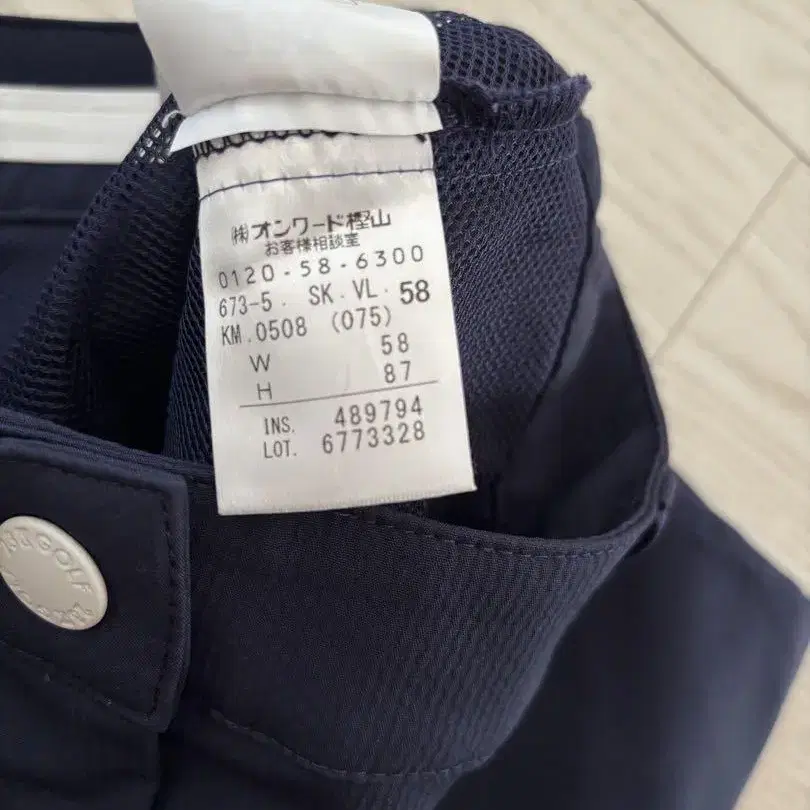 (株)オンワード樫山
お客様相談室
0120-58-6300
673-5. SK. VL. 58
KM.0508 (075)
W 58
H 87
INS. 489794
LOT. 6773328
GOLF